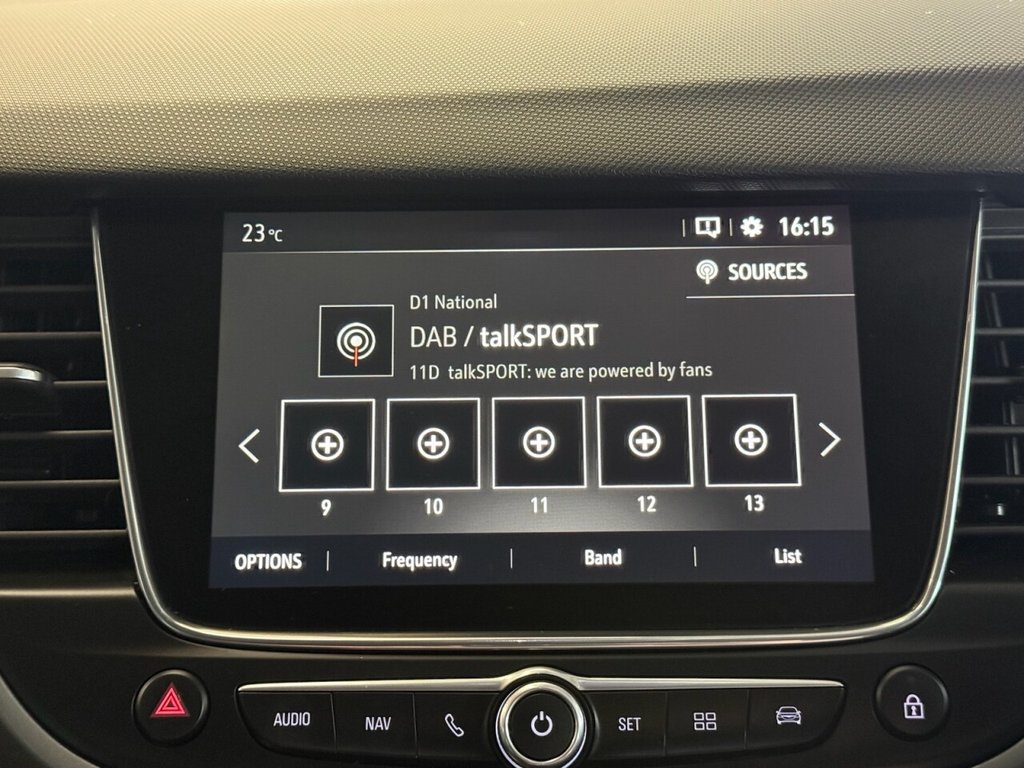 23°C
16:15
SOURCES
D1 National
DAB / talkSPORT
11D talkSPORT: we are powered by fans
9 10 11 12 13
OPTIONS Frequency Band List
AUDIO NAV SET